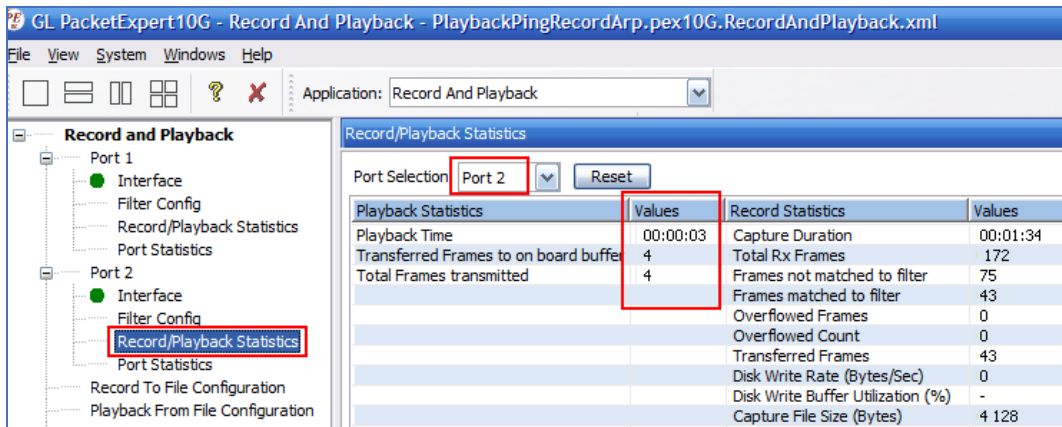 GL PacketExpert10G - Record And Playback - PlaybackPingRecordArp.pex10G.RecordAndPlayback.xml
File View System Windows Help
Application: Record And Playback
Record and Playback
Port 1
Interface
Filter Config
Record/Playback Statistics
Port Statistics
Port 2
Interface
Filter Config
Record/Playback Statistics
Port Statistics
Record To File Configuration
Playback From File Configuration
Record/Playback Statistics
Port Selection Port 2 Reset
Playback Statistics Values Record Statistics Values
Playback Time 00:00:03 Capture Duration 00:01:34
Transferred Frames to on board buffer 4 Total Rx Frames 172
Total Frames transmitted 4 Frames not matched to filter 75
Frames matched to filter 43
Overflowed Frames 0
Overflowed Count 0
Transferred Frames 43
Disk Write Rate (Bytes/Sec) 0
Disk Write Buffer Utilization (%) -
Capture File Size (Bytes) 4 128